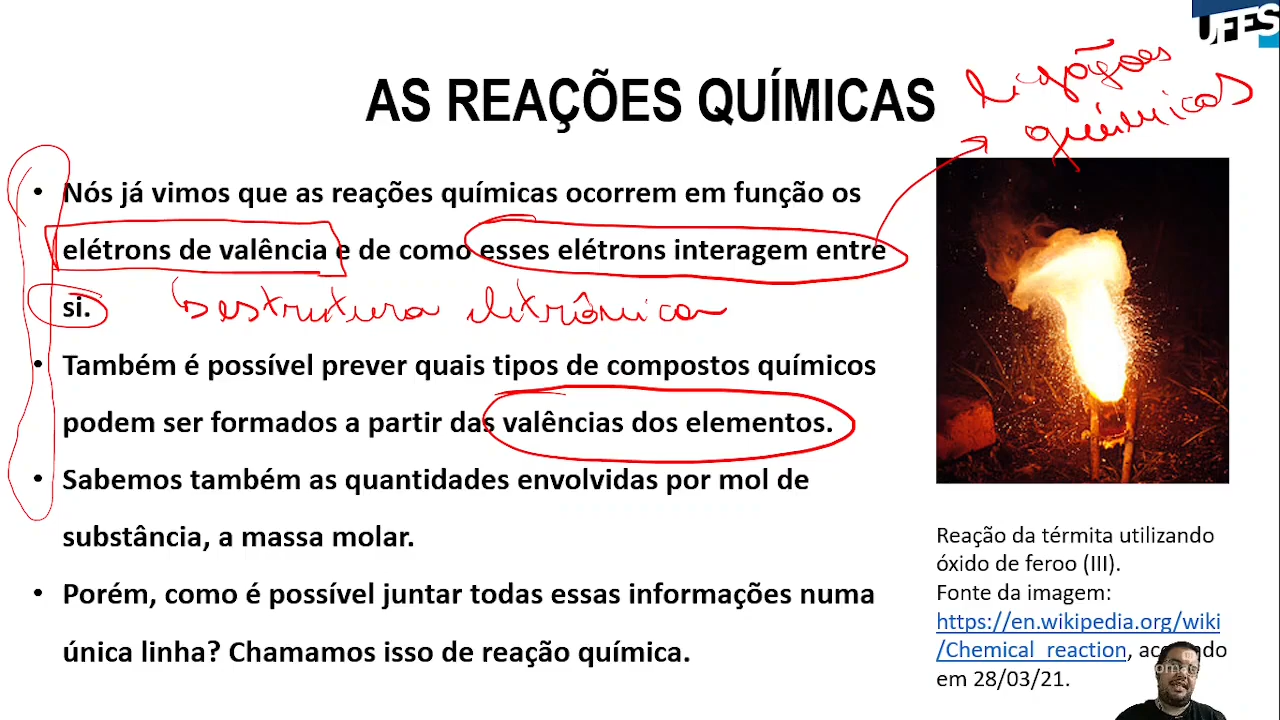 UFES
ligações
químicas
AS REAÇÕES QUÍMICAS
• Nós já vimos que as reações químicas ocorrem em função os
elétrons de valência e de como esses elétrons interagem entre
si.
↳ estrutura eletrônica
• Também é possível prever quais tipos de compostos químicos
podem ser formados a partir das valências dos elementos.
• Sabemos também as quantidades envolvidas por mol de
substância, a massa molar.
• Porém, como é possível juntar todas essas informações numa
única linha? Chamamos isso de reação química.
Reação da térmita utilizando
óxido de feroo (III).
Fonte da imagem:
https://en.wikipedia.org/wiki
/Chemical_reaction,
em 28/03/21.